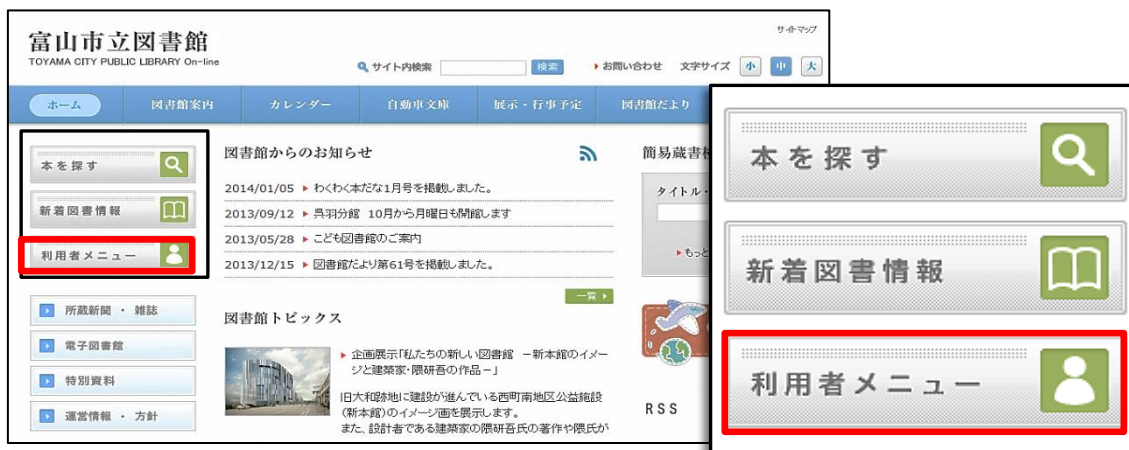 富山市立図書館
TOYAMA CITY PUBLIC LIBRARY On-line
サイトマップ
サイト内検索
検索
お問い合わせ
文字サイズ 小 中 大
ホーム 図書館案内 カレンダー 自動車文庫 展示・行事予定 図書館だより
本を探す
新着図書情報
利用者メニュー
所蔵新聞 ・ 雑誌
電子図書館
特別資料
運営情報 ・ 方針
図書館からのお知らせ
2014/01/05 わくわく本だな1月号を掲載しました。
2013/09/12 呉羽分館 10月から月曜日も開館します
2013/05/28 こども図書館のご案内
2013/12/15 図書館だより第61号を掲載しました。
一覧
図書館トピックス
企画展示「私たちの新しい図書館 －新本館のイメー
ジと建築家・隈研吾の作品－」
旧大和跡地に建設が進んでいる西町南地区公益施設
（新本館）のイメージ画を展示します。
また、設計者である建築家の隈研吾氏の著作や隈氏が
簡易蔵書検
タイトル・
もっと
RSS
本を探す
新着図書情報
利用者メニュー